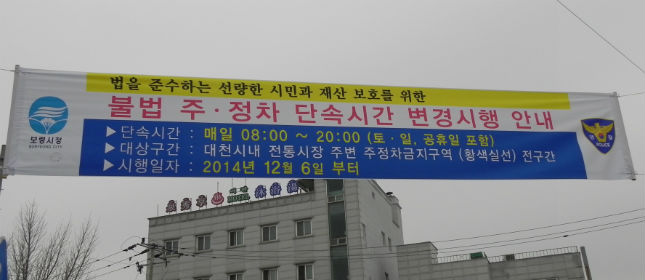 법을 준수하는 선량한 시민과 재산 보호를 위한
불법 주·정차 단속시간 변경시행 안내
▶단속시간 : 매일 08:00 ~ 20:00 (토·일, 공휴일 포함)
▶대상구간 : 대천시내 전통시장 주변 주정차금지구역 (황색실선) 전구간
▶시행일자 : 2014년 12월 6일 부터
보령시장
BORYEONG CITY
경찰
POLICE